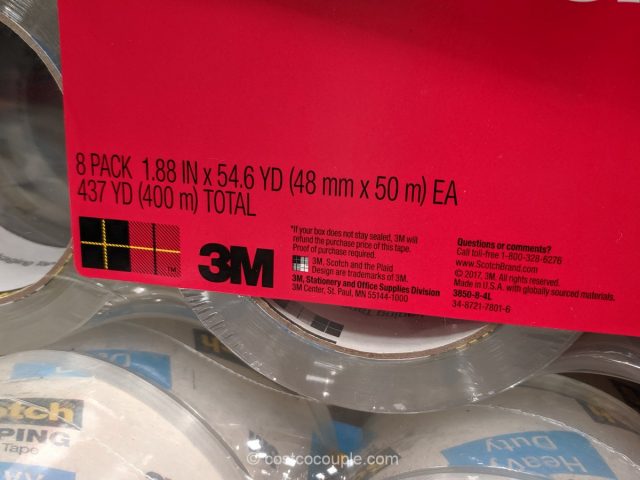 8 PACK 1.88 IN x 54.6 YD (48 mm x 50 m) EA
437 YD (400 m) TOTAL
TM
3M
*If your box does not stay sealed, 3M will
refund the purchase price of this tape.
Proof of purchase required.
3M, Scotch and the Plaid
Design are trademarks of 3M.
3M, Stationery and Office Supplies Division
3M Center, St. Paul, MN 55144-1000
Questions or comments?
Call toll-free 1-800-328-6276
www.ScotchBrand.com
© 2017, 3M. All rights reserved.
Made in U.S.A. with globally sourced materials.
3850-8-4L
34-8721-7801-6
Tape
Heavy
Duty
© costcocouple.com